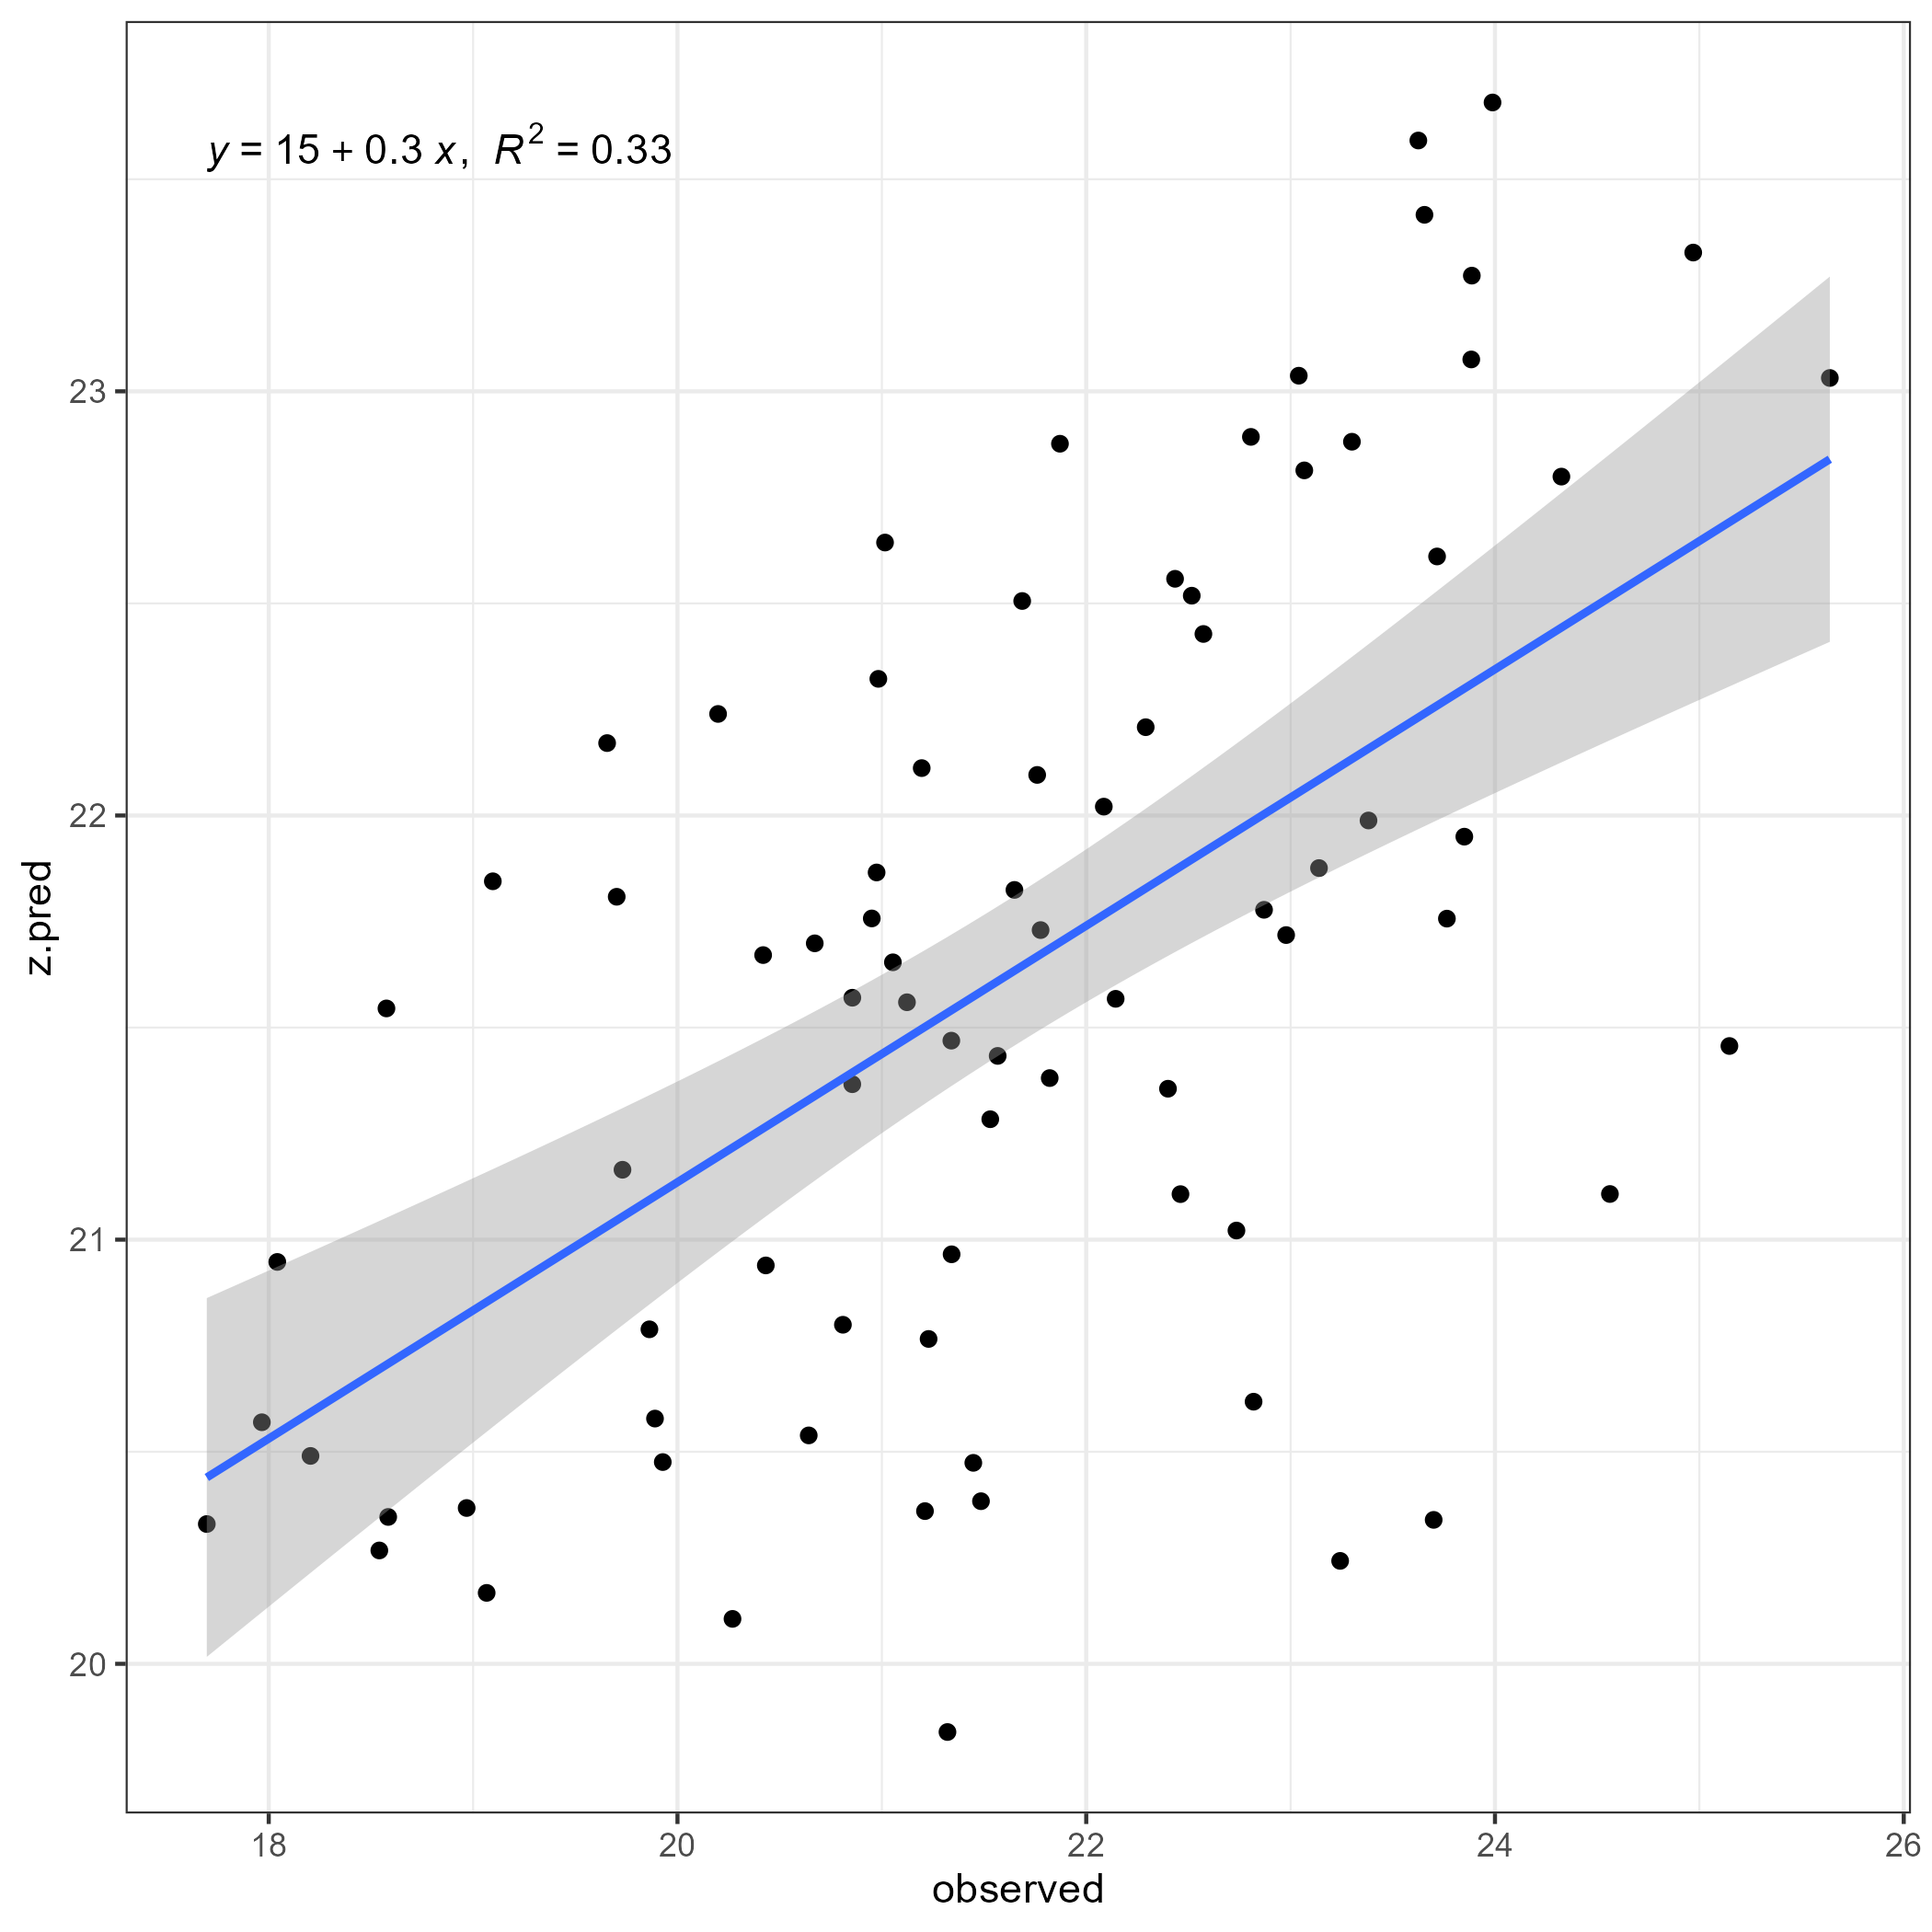 y = 15 + 0.3 x,  R² = 0.33
23
22
21
20
z.pred
18 20 22 24 26
observed